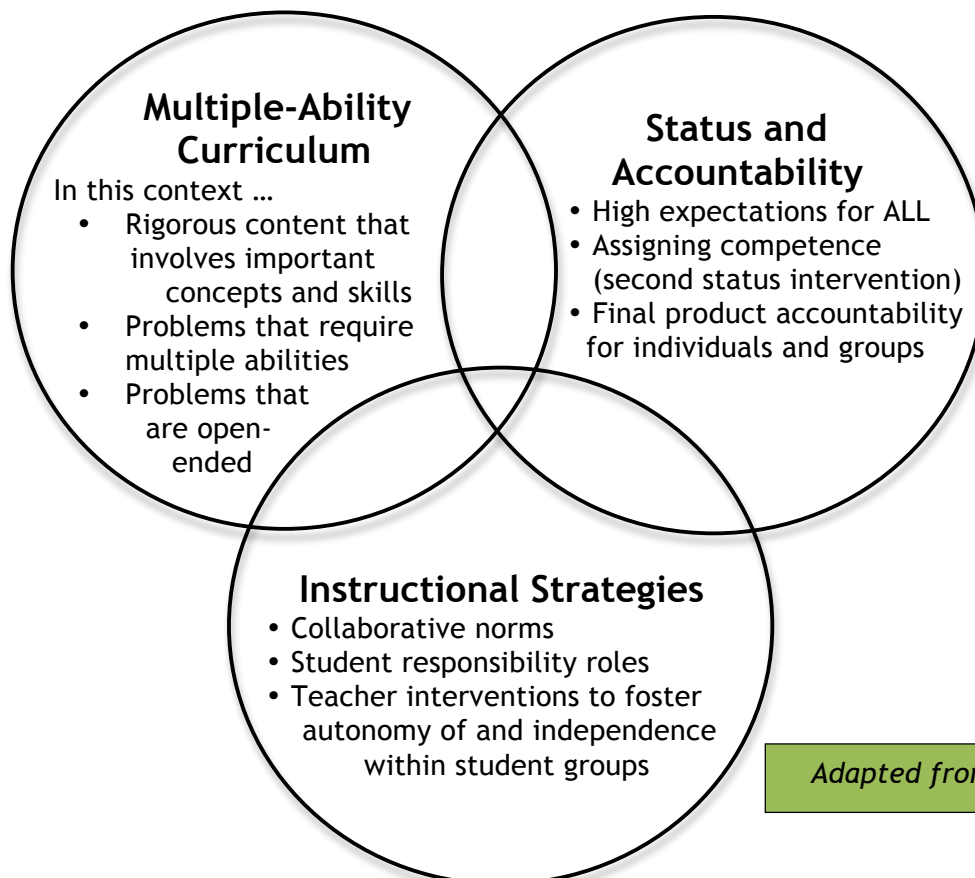 Multiple-Ability
Curriculum
In this context …
• Rigorous content that
involves important
concepts and skills
• Problems that require
multiple abilities
• Problems that
are open-
ended
Status and
Accountability
• High expectations for ALL
• Assigning competence
(second status intervention)
• Final product accountability
for individuals and groups
Instructional Strategies
• Collaborative norms
• Student responsibility roles
• Teacher interventions to foster
autonomy of and independence
within student groups
Adapted from